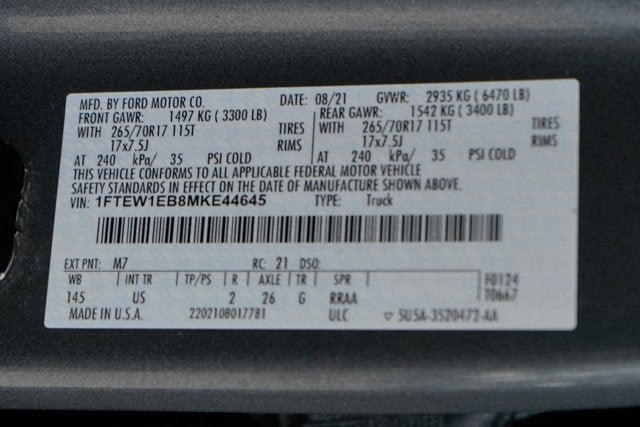 MFD. BY FORD MOTOR CO. DATE: 08/21 GVWR: 2935 KG ( 6470 LB)
FRONT GAWR: 1497 KG ( 3300 LB) REAR GAWR: 1542 KG ( 3400 LB)
WITH 265/70R17 115T TIRES WITH 265/70R17 115T TIRES
17x7.5J RIMS 17x7.5J RIMS
AT 240 kPa/ 35 PSI COLD AT 240 kPa/ 35 PSI COLD
THIS VEHICLE CONFORMS TO ALL APPLICABLE FEDERAL MOTOR VEHICLE
SAFETY STANDARDS IN EFFECT ON THE DATE OF MANUFACTURE SHOWN ABOVE.
VIN: 1FTEW1EB8MKE44645 TYPE: Truck
EXT PNT: M7 RC: 21 DSO:
WB INT TR TP/PS R AXLE TR SPR F0124
145 US 2 26 G RRAA T0667
MADE IN U.S.A. 2202108017781 ULC 5U5A-3520472-AA